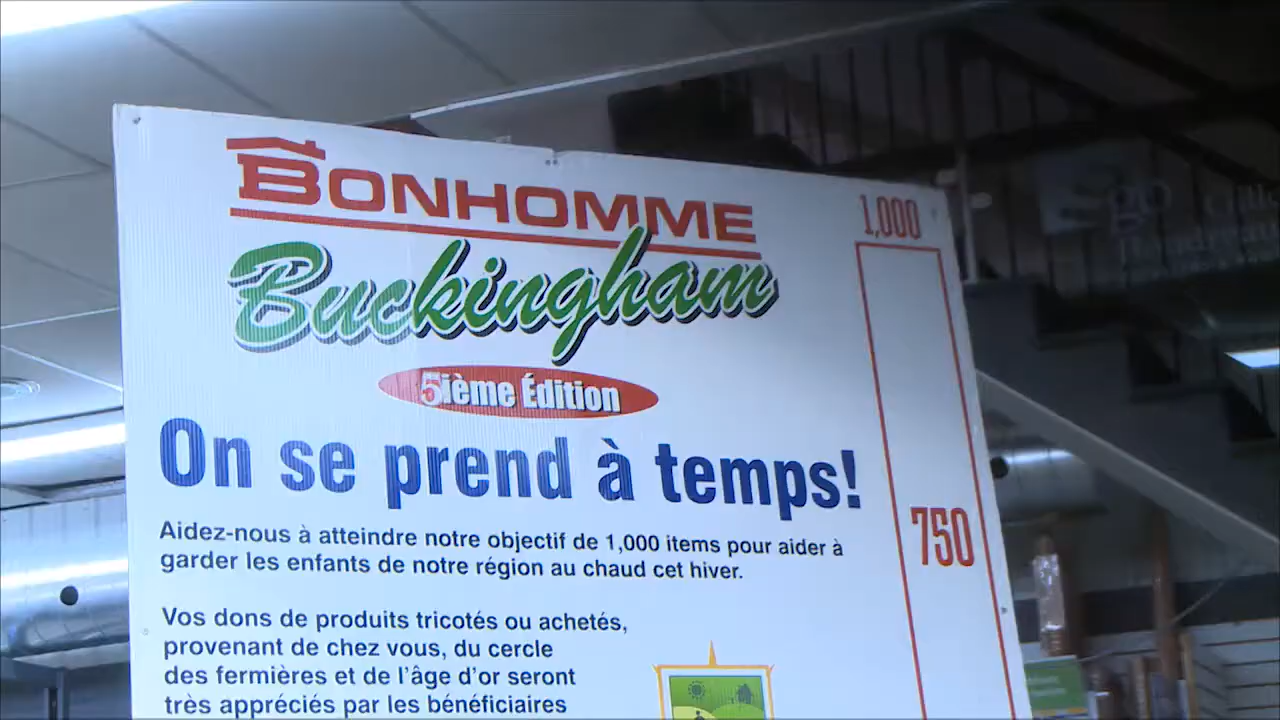 BONHOMME
Buckingham
5ième Édition
On se prend à temps!
Aidez-nous à atteindre notre objectif de 1,000 items pour aider à
garder les enfants de notre région au chaud cet hiver.
Vos dons de produits tricotés ou achetés,
provenant de chez vous, du cercle
des fermières et de l'âge d'or seront
très appréciés par les bénéficiaires
1,000
750